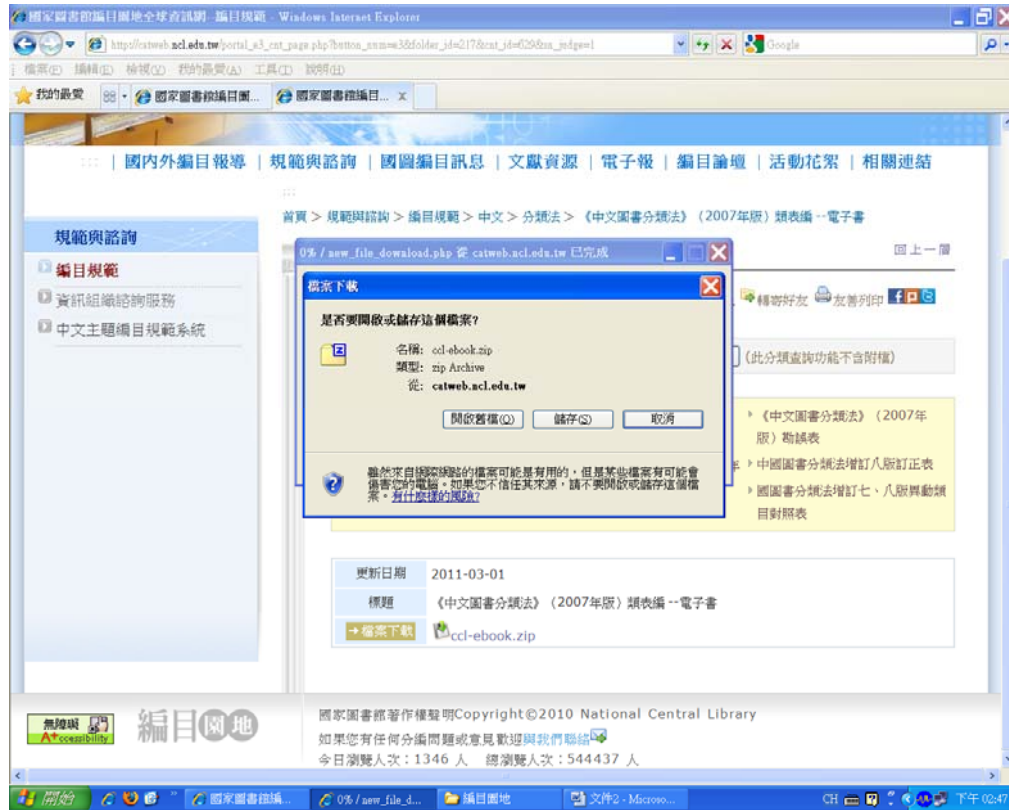 國家圖書館編目園地全球資訊網--編目規範 - Windows Internet Explorer
http://catweb.ncl.edu.tw/portal_e3_cnt_page.php?button_num=e3&folder_id=217&cnt_id=629&sn_judge=1
Google
檔案(F) 編輯(E) 檢視(V) 我的最愛(A) 工具(T) 說明(H)
我的最愛
國家圖書館編目園...
國家圖書館編目...
::: | 國內外編目報導 | 規範與諮詢 | 國圖編目訊息 | 文獻資源 | 電子報 | 編目論壇 | 活動花絮 | 相關連結
:::
首頁 > 規範與諮詢 > 編目規範 > 中文 > 分類法 > 《中文圖書分類法》（2007年版）類表編 --電子書
規範與諮詢
編目規範
資訊組織諮詢服務
中文主題編目規範系統
回上一層
0% / new_file_download.php 從 catweb.ncl.edu.tw 已完成
檔案下載
是否要開啟或儲存這個檔案?
名稱: ccl-ebook.zip
類型: zip Archive
從: catweb.ncl.edu.tw
開啟舊檔(O) 儲存(S) 取消
雖然來自網際網路的檔案可能是有用的，但是某些檔案有可能會
傷害您的電腦。如果您不信任其來源，請不要開啟或儲存這個檔
案。有什麼樣的風險?
轉寄好友 友善列印
(此分類查詢功能不含附檔)
《中文圖書分類法》（2007年
版）勘誤表
中國圖書分類法增訂八版訂正表
國圖書分類法增訂七、八版異動類
目對照表
更新日期 2011-03-01
標題 《中文圖書分類法》（2007年版）類表編 --電子書
→檔案下載 ccl-ebook.zip
無障礙
A+ccessibility
編目園地
國家圖書館著作權聲明Copyright©2010 National Central Library
如果您有任何分編問題或意見歡迎與我們聯絡
今日瀏覽人次：1346 人 總瀏覽人次：544437 人
開始
國家圖書館編...
0% / new_file_d...
編目園地
文件2 - Microso...
CH
下午 02:47